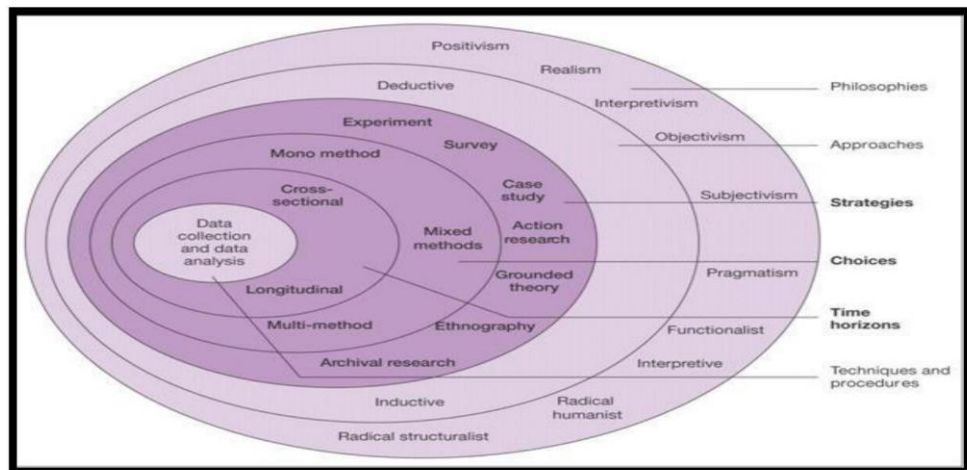 Positivism
Realism
Deductive
Philosophies
Interpretivism
Experiment
Objectivism
Survey
Approaches
Mono method
Case
study
Cross-
sectional
Subjectivism
Strategies
Data
collection
and data
analysis
Mixed
methods
Action
research
Choices
Grounded
theory
Pragmatism
Longitudinal
Time
horizons
Multi-method
Ethnography
Functionalist
Archival research
Interpretive
Techniques and
procedures
Inductive
Radical
humanist
Radical structuralist